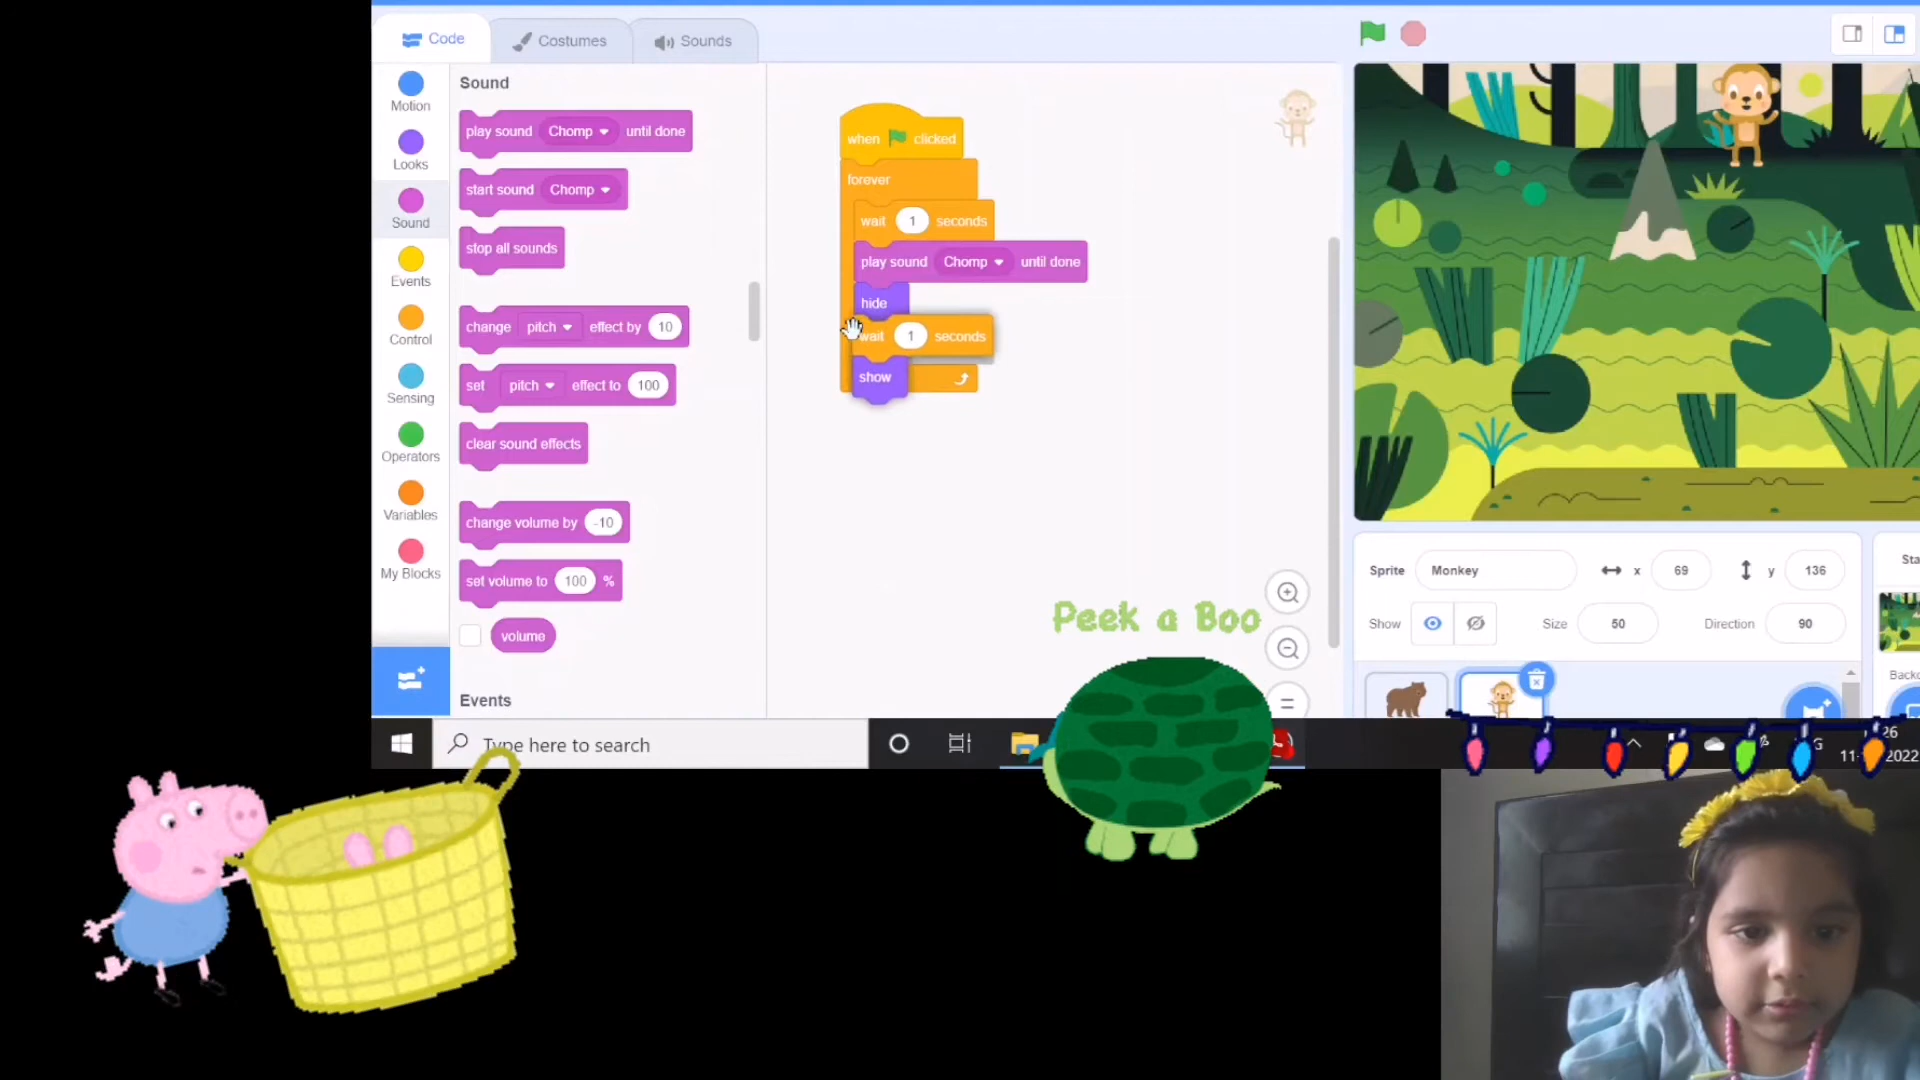 Code
Costumes
Sounds
Motion
Looks
Sound
Events
Control
Sensing
Operators
Variables
My Blocks
Sound
play sound Chomp until done
start sound Chomp
stop all sounds
change pitch effect by 10
set pitch effect to 100
clear sound effects
change volume by -10
set volume to 100 %
volume
Events
when clicked
forever
wait 1 seconds
play sound Chomp until done
hide
wait 1 seconds
show
Peek a Boo
Sprite Monkey x 69 y 136
Show Size 50 Direction 90
Type here to search